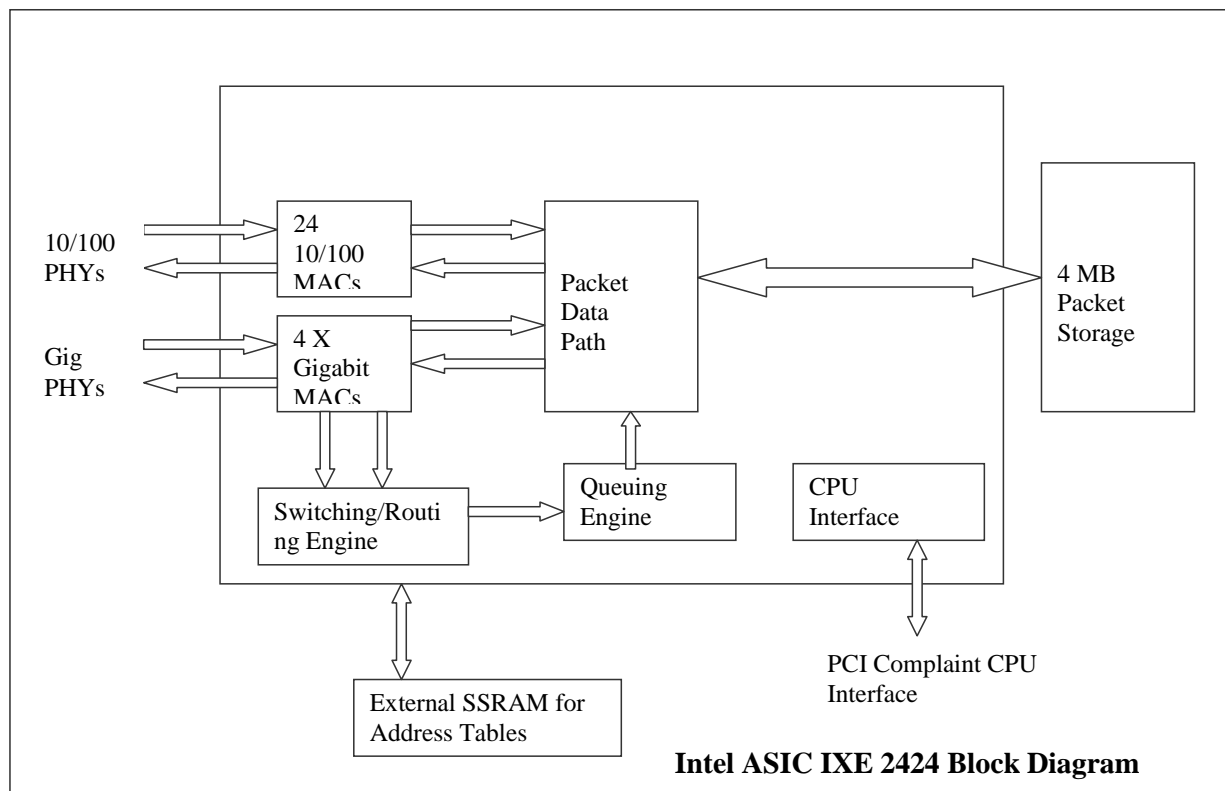 10/100
PHYs
24
10/100
MACs
Packet
Data
Path
4 MB
Packet
Storage
Gig
PHYs
4 X
Gigabit
MACs
Switching/Routi
ng Engine
Queuing
Engine
CPU
Interface
External SSRAM for
Address Tables
PCI Complaint CPU
Interface
Intel ASIC IXE 2424 Block Diagram